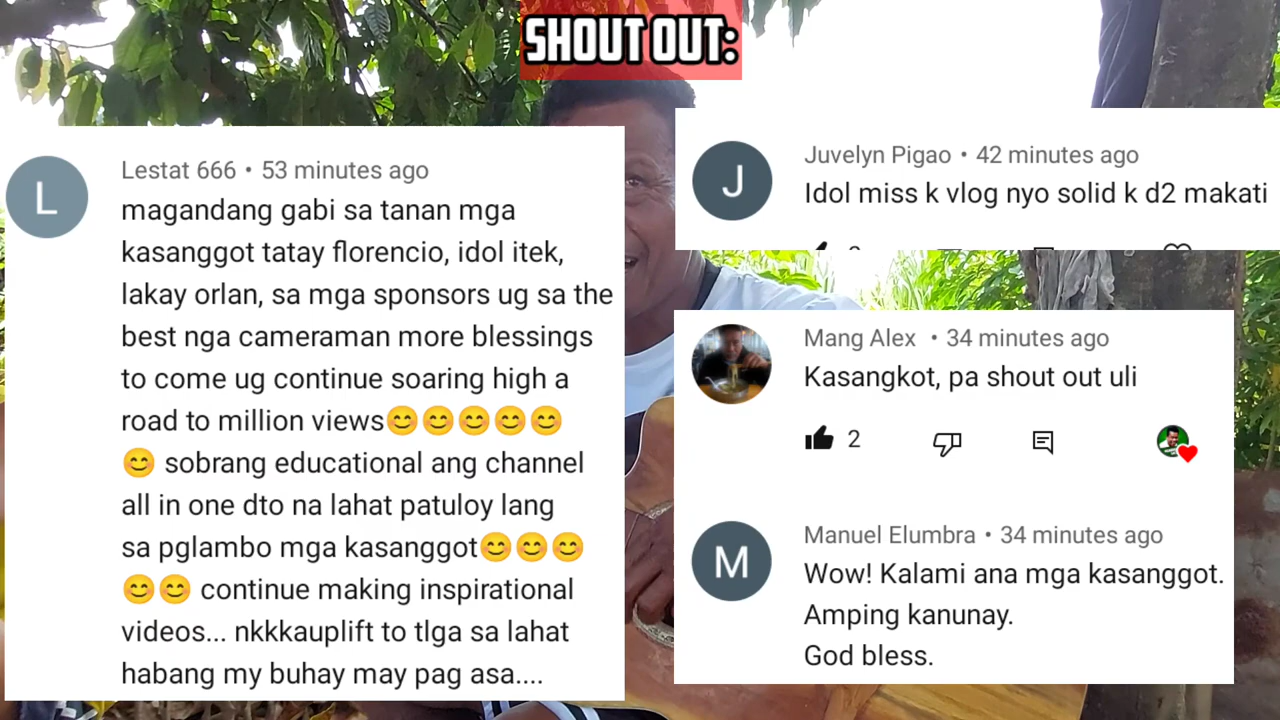 SHOUT OUT:
L
Lestat 666 • 53 minutes ago
magandang gabi sa tanan mga
kasanggot tatay florencio, idol itek,
lakay orlan, sa mga sponsors ug sa the
best nga cameraman more blessings
to come ug continue soaring high a
road to million views😊😊😊😊😊
😊 sobrang educational ang channel
all in one dto na lahat patuloy lang
sa pglambo mga kasanggot😊😊😊
😊😊 continue making inspirational
videos... nkkkauplift to tlga sa lahat
habang my buhay may pag asa....
J
Juvelyn Pigao • 42 minutes ago
Idol miss k vlog nyo solid k d2 makati
Mang Alex • 34 minutes ago
Kasangkot, pa shout out uli
2
M
Manuel Elumbra • 34 minutes ago
Wow! Kalami ana mga kasanggot.
Amping kanunay.
God bless.